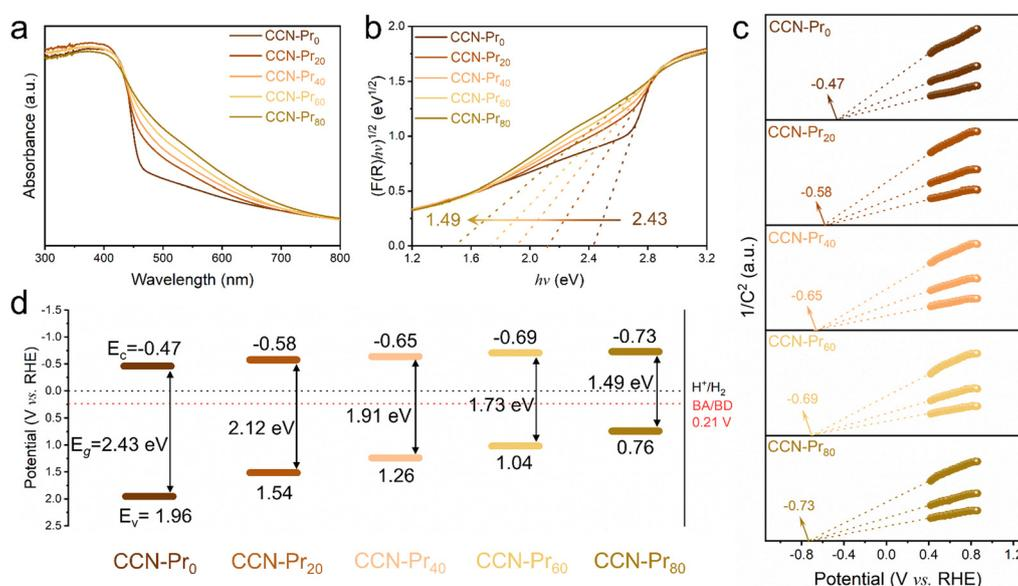 a
CCN-Pr₀
CCN-Pr₂₀
CCN-Pr₄₀
CCN-Pr₆₀
CCN-Pr₈₀
Absorbance (a.u.)
300 400 500 600 700 800
Wavelength (nm)
b
CCN-Pr₀
CCN-Pr₂₀
CCN-Pr₄₀
CCN-Pr₆₀
CCN-Pr₈₀
(F(R)hν)^1/2 (eV^1/2)
2.0
1.5
1.0
0.5
0.0
1.49
2.43
1.2 1.6 2.0 2.4 2.8 3.2
hν (eV)
c
CCN-Pr₀
-0.47
CCN-Pr₂₀
-0.58
CCN-Pr₄₀
-0.65
CCN-Pr₆₀
-0.69
CCN-Pr₈₀
-0.73
1/C² (a.u.)
-0.8 -0.4 0.0 0.4 0.8 1.2
Potential (V vs. RHE)
d
Potential (V vs. RHE)
-1.5
-1.0
-0.5
0.0
0.5
1.0
1.5
2.0
2.5
E_c=-0.47
E_g=2.43 eV
E_v= 1.96
-0.58
2.12 eV
1.54
-0.65
1.91 eV
1.26
-0.69
1.73 eV
1.04
-0.73
1.49 eV
0.76
H⁺/H₂
BA/BD
0.21 V
CCN-Pr₀ CCN-Pr₂₀ CCN-Pr₄₀ CCN-Pr₆₀ CCN-Pr₈₀